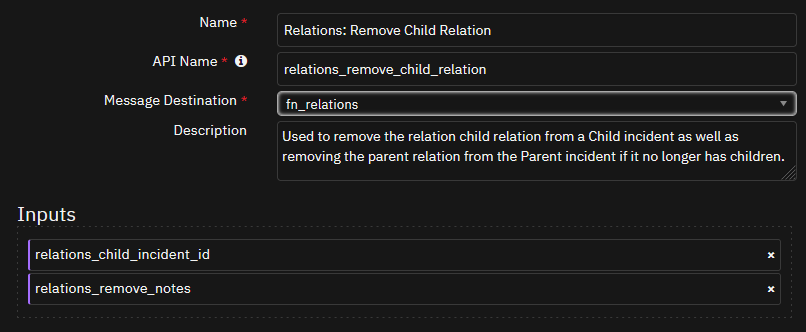 Name *
Relations: Remove Child Relation
API Name *
relations_remove_child_relation
Message Destination *
fn_relations
Description
Used to remove the relation child relation from a Child incident as well as
removing the parent relation from the Parent incident if it no longer has children.
Inputs
relations_child_incident_id ×
relations_remove_notes ×